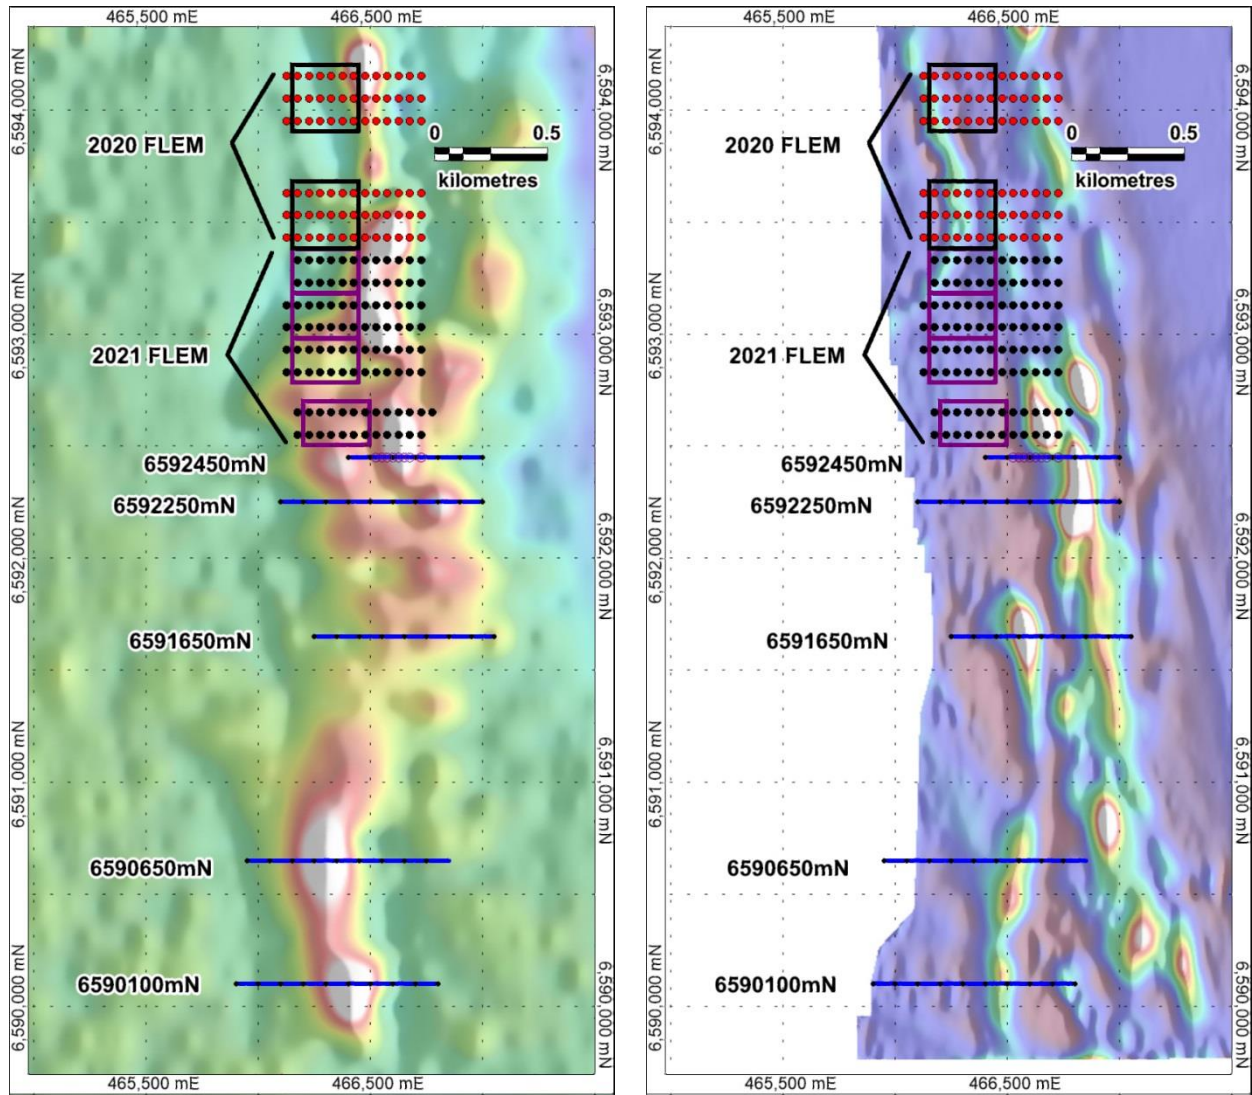 465,500 mE 466,500 mE
6,594,000 mN
6,594,000 mN
2020 FLEM
0 0.5
kilometres
6,593,000 mN
6,593,000 mN
2021 FLEM
6592450mN
6592250mN
6,592,000 mN
6,592,000 mN
6591650mN
6,591,000 mN
6,591,000 mN
6590650mN
6590100mN
6,590,000 mN
6,590,000 mN
465,500 mE 466,500 mE
465,500 mE 466,500 mE
6,594,000 mN
6,594,000 mN
2020 FLEM
0 0.5
kilometres
6,593,000 mN
6,593,000 mN
2021 FLEM
6592450mN
6592250mN
6,592,000 mN
6,592,000 mN
6591650mN
6,591,000 mN
6,591,000 mN
6590650mN
6590100mN
6,590,000 mN
6,590,000 mN
465,500 mE 466,500 mE